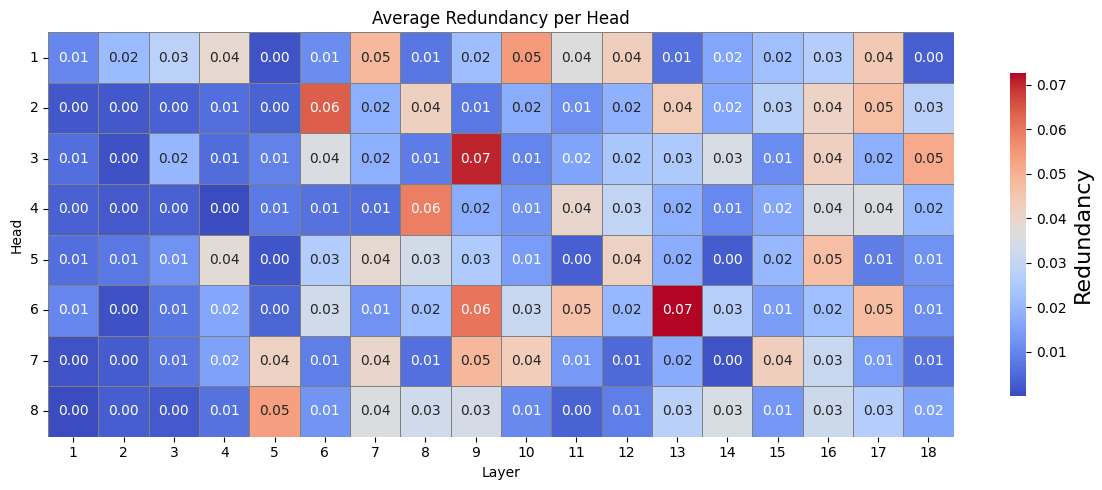 Average Redundancy per Head
1 0.01 0.02 0.03 0.04 0.00 0.01 0.05 0.01 0.02 0.05 0.04 0.04 0.01 0.02 0.02 0.03 0.04 0.00
2 0.00 0.00 0.00 0.01 0.00 0.06 0.02 0.04 0.01 0.02 0.01 0.02 0.04 0.02 0.03 0.04 0.05 0.03
3 0.01 0.00 0.02 0.01 0.01 0.04 0.02 0.01 0.07 0.01 0.02 0.02 0.03 0.03 0.01 0.04 0.02 0.05
4 0.00 0.00 0.00 0.00 0.01 0.01 0.01 0.06 0.02 0.01 0.04 0.03 0.02 0.01 0.02 0.04 0.04 0.02
5 0.01 0.01 0.01 0.04 0.00 0.03 0.04 0.03 0.03 0.01 0.00 0.04 0.02 0.00 0.02 0.05 0.01 0.01
6 0.01 0.00 0.01 0.02 0.00 0.03 0.01 0.02 0.06 0.03 0.05 0.02 0.07 0.03 0.01 0.02 0.05 0.01
7 0.00 0.00 0.01 0.02 0.04 0.01 0.04 0.01 0.05 0.04 0.01 0.01 0.02 0.00 0.04 0.03 0.01 0.01
8 0.00 0.00 0.00 0.01 0.05 0.01 0.04 0.03 0.03 0.01 0.00 0.01 0.03 0.03 0.01 0.03 0.03 0.02
1 2 3 4 5 6 7 8 9 10 11 12 13 14 15 16 17 18
Layer
Head
0.07
0.06
0.05
0.04
0.03
0.02
0.01
Redundancy